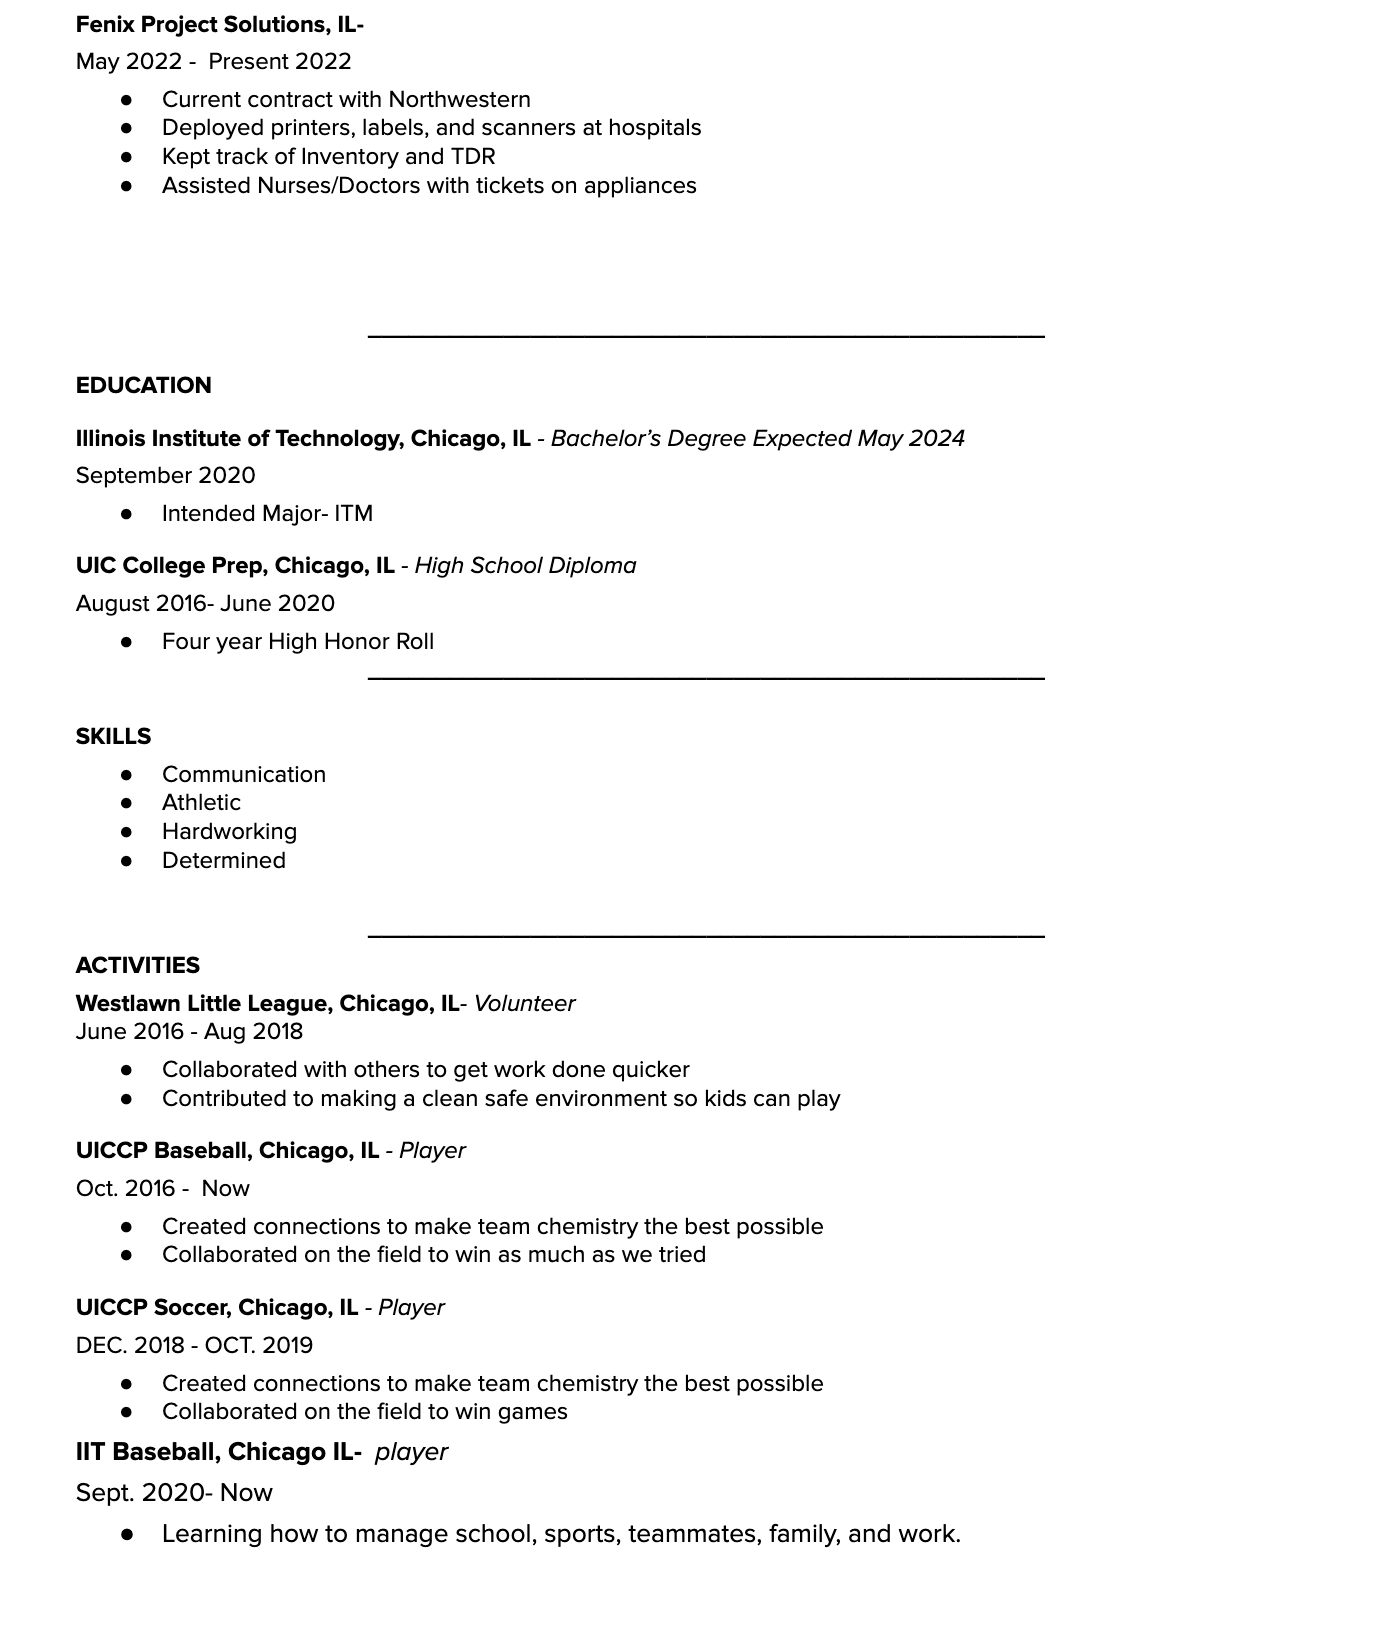 Fenix Project Solutions, IL-
May 2022 -  Present 2022
● Current contract with Northwestern
● Deployed printers, labels, and scanners at hospitals
● Kept track of Inventory and TDR
● Assisted Nurses/Doctors with tickets on appliances
EDUCATION
Illinois Institute of Technology, Chicago, IL - Bachelor’s Degree Expected May 2024
September 2020
● Intended Major- ITM
UIC College Prep, Chicago, IL - High School Diploma
August 2016- June 2020
● Four year High Honor Roll
SKILLS
● Communication
● Athletic
● Hardworking
● Determined
ACTIVITIES
Westlawn Little League, Chicago, IL- Volunteer
June 2016 - Aug 2018
● Collaborated with others to get work done quicker
● Contributed to making a clean safe environment so kids can play
UICCP Baseball, Chicago, IL - Player
Oct. 2016 -  Now
● Created connections to make team chemistry the best possible
● Collaborated on the field to win as much as we tried
UICCP Soccer, Chicago, IL - Player
DEC. 2018 - OCT. 2019
● Created connections to make team chemistry the best possible
● Collaborated on the field to win games
IIT Baseball, Chicago IL-  player
Sept. 2020- Now
● Learning how to manage school, sports, teammates, family, and work.